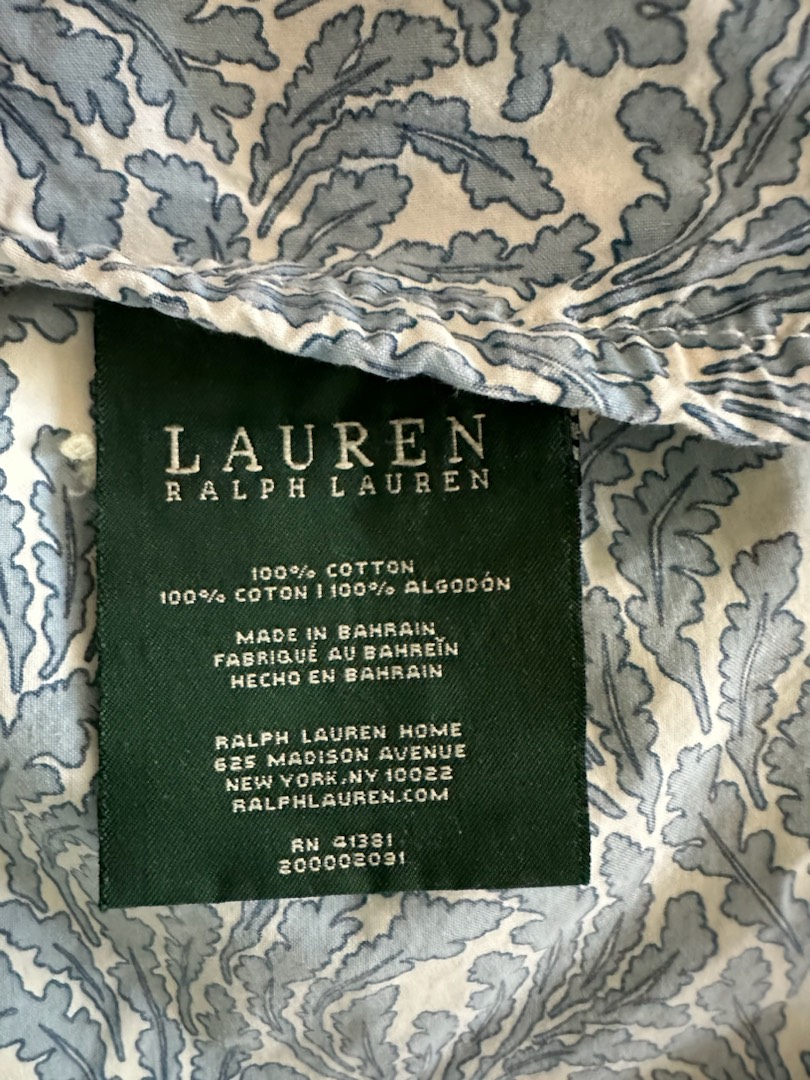 LAUREN
RALPH LAUREN
100% COTTON
100% COTON | 100% ALGODÓN
MADE IN BAHRAIN
FABRIQUÉ AU BAHREÏN
HECHO EN BAHRAIN
RALPH LAUREN HOME
625 MADISON AVENUE
NEW YORK, NY 10022
RALPHLAUREN.COM
RN 41381
200002091